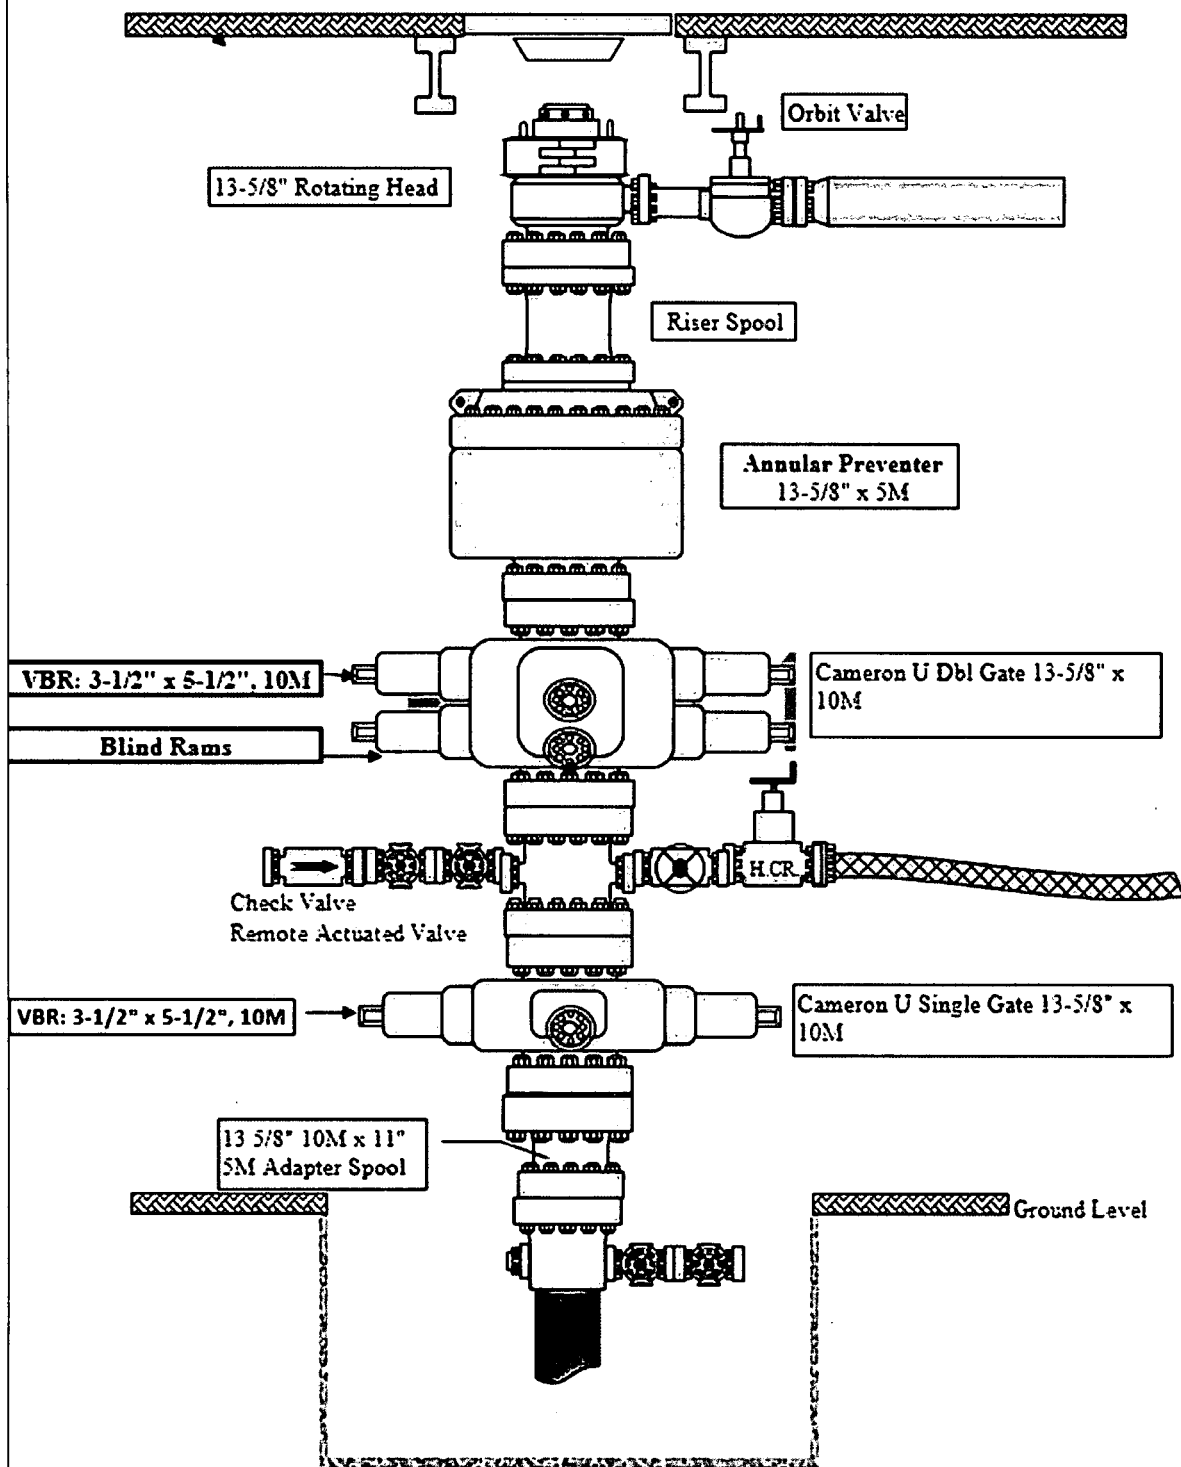 Orbit Valve
13-5/8" Rotating Head
Riser Spool
Annular Preventer
13-5/8" x 5M
VBR: 3-1/2" x 5-1/2", 10M
Cameron U Dbl Gate 13-5/8" x
10M
Blind Rams
H.CR.
Check Valve
Remote Actuated Valve
VBR: 3-1/2" x 5-1/2", 10M
Cameron U Single Gate 13-5/8" x
10M
13 5/8" 10M x 11"
5M Adapter Spool
Ground Level